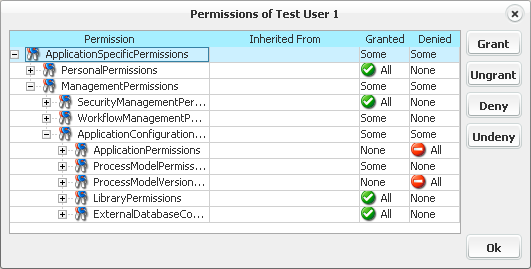 Permissions of Test User 1
Permission Inherited From Granted Denied
ApplicationSpecificPermissions Some Some
PersonalPermissions All None
ManagementPermissions Some Some
SecurityManagementPer... All None
WorkflowManagementP... Some None
ApplicationConfiguration... Some Some
ApplicationPermissions None All
ProcessModelPermiss... Some None
ProcessModelVersion... None All
LibraryPermissions All None
ExternalDatabaseCo... All None
Grant
Ungrant
Deny
Undeny
Ok